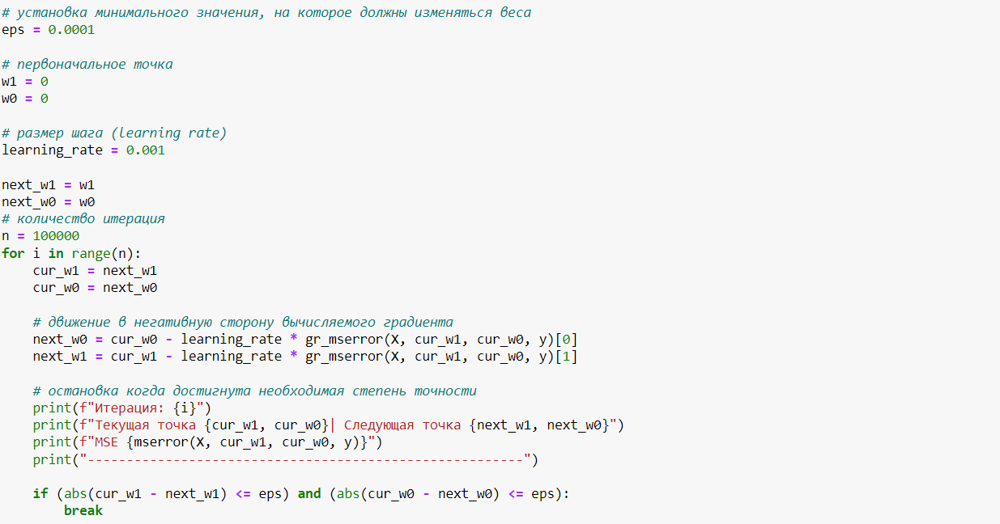 # установка минимального значения, на которое должны изменяться веса
eps = 0.0001

# первоначальное точка
w1 = 0
w0 = 0

# размер шага (learning rate)
learning_rate = 0.001

next_w1 = w1
next_w0 = w0
# количество итерация
n = 100000
for i in range(n):
    cur_w1 = next_w1
    cur_w0 = next_w0

    # движение в негативную сторону вычисляемого градиента
    next_w0 = cur_w0 - learning_rate * gr_mserror(X, cur_w1, cur_w0, y)[0]
    next_w1 = cur_w1 - learning_rate * gr_mserror(X, cur_w1, cur_w0, y)[1]

    # остановка когда достигнута необходимая степень точности
    print(f"Итерация: {i}")
    print(f"Текущая точка {cur_w1, cur_w0}| Следующая точка {next_w1, next_w0}")
    print(f"MSE {mserror(X, cur_w1, cur_w0, y)}")
    print("--------------------------------------------------------")

    if (abs(cur_w1 - next_w1) <= eps) and (abs(cur_w0 - next_w0) <= eps):
        break